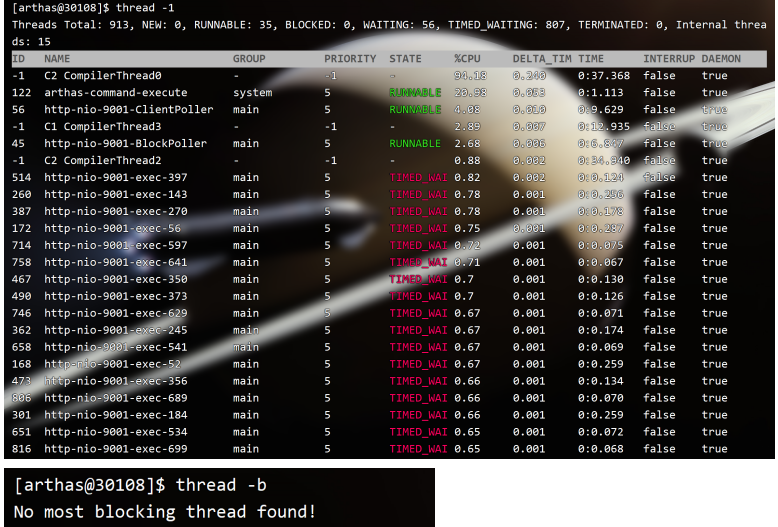 [arthas@30108]$ thread -1
Threads Total: 913, NEW: 0, RUNNABLE: 35, BLOCKED: 0, WAITING: 56, TIMED_WAITING: 807, TERMINATED: 0, Internal threa
ds: 15
ID NAME GROUP PRIORITY STATE %CPU DELTA_TIM TIME INTERRUP DAEMON
-1 C2 CompilerThread0 - -1 - 94.18 0.240 0:37.368 false true
122 arthas-command-execute system 5 RUNNABLE 20.98 0.053 0:1.113 false true
56 http-nio-9001-ClientPoller main 5 RUNNABLE 4.08 0.010 0:9.629 false true
-1 C1 CompilerThread3 - -1 - 2.89 0.007 0:12.935 false true
45 http-nio-9001-BlockPoller main 5 RUNNABLE 2.68 0.006 0:6.847 false true
-1 C2 CompilerThread2 - -1 - 0.88 0.002 0:34.940 false true
514 http-nio-9001-exec-397 main 5 TIMED_WAI 0.82 0.002 0:0.124 false true
260 http-nio-9001-exec-143 main 5 TIMED_WAI 0.78 0.001 0:0.256 false true
387 http-nio-9001-exec-270 main 5 TIMED_WAI 0.78 0.001 0:0.178 false true
172 http-nio-9001-exec-56 main 5 TIMED_WAI 0.75 0.001 0:0.287 false true
714 http-nio-9001-exec-597 main 5 TIMED_WAI 0.72 0.001 0:0.075 false true
758 http-nio-9001-exec-641 main 5 TIMED_WAI 0.71 0.001 0:0.067 false true
467 http-nio-9001-exec-350 main 5 TIMED_WAI 0.7 0.001 0:0.130 false true
490 http-nio-9001-exec-373 main 5 TIMED_WAI 0.7 0.001 0:0.126 false true
746 http-nio-9001-exec-629 main 5 TIMED_WAI 0.67 0.001 0:0.071 false true
362 http-nio-9001-exec-245 main 5 TIMED_WAI 0.67 0.001 0:0.174 false true
658 http-nio-9001-exec-541 main 5 TIMED_WAI 0.67 0.001 0:0.069 false true
168 http-nio-9001-exec-52 main 5 TIMED_WAI 0.67 0.001 0:0.259 false true
473 http-nio-9001-exec-356 main 5 TIMED_WAI 0.66 0.001 0:0.134 false true
806 http-nio-9001-exec-689 main 5 TIMED_WAI 0.66 0.001 0:0.070 false true
301 http-nio-9001-exec-184 main 5 TIMED_WAI 0.66 0.001 0:0.259 false true
651 http-nio-9001-exec-534 main 5 TIMED_WAI 0.65 0.001 0:0.072 false true
816 http-nio-9001-exec-699 main 5 TIMED_WAI 0.65 0.001 0:0.068 false true
[arthas@30108]$ thread -b
No most blocking thread found!